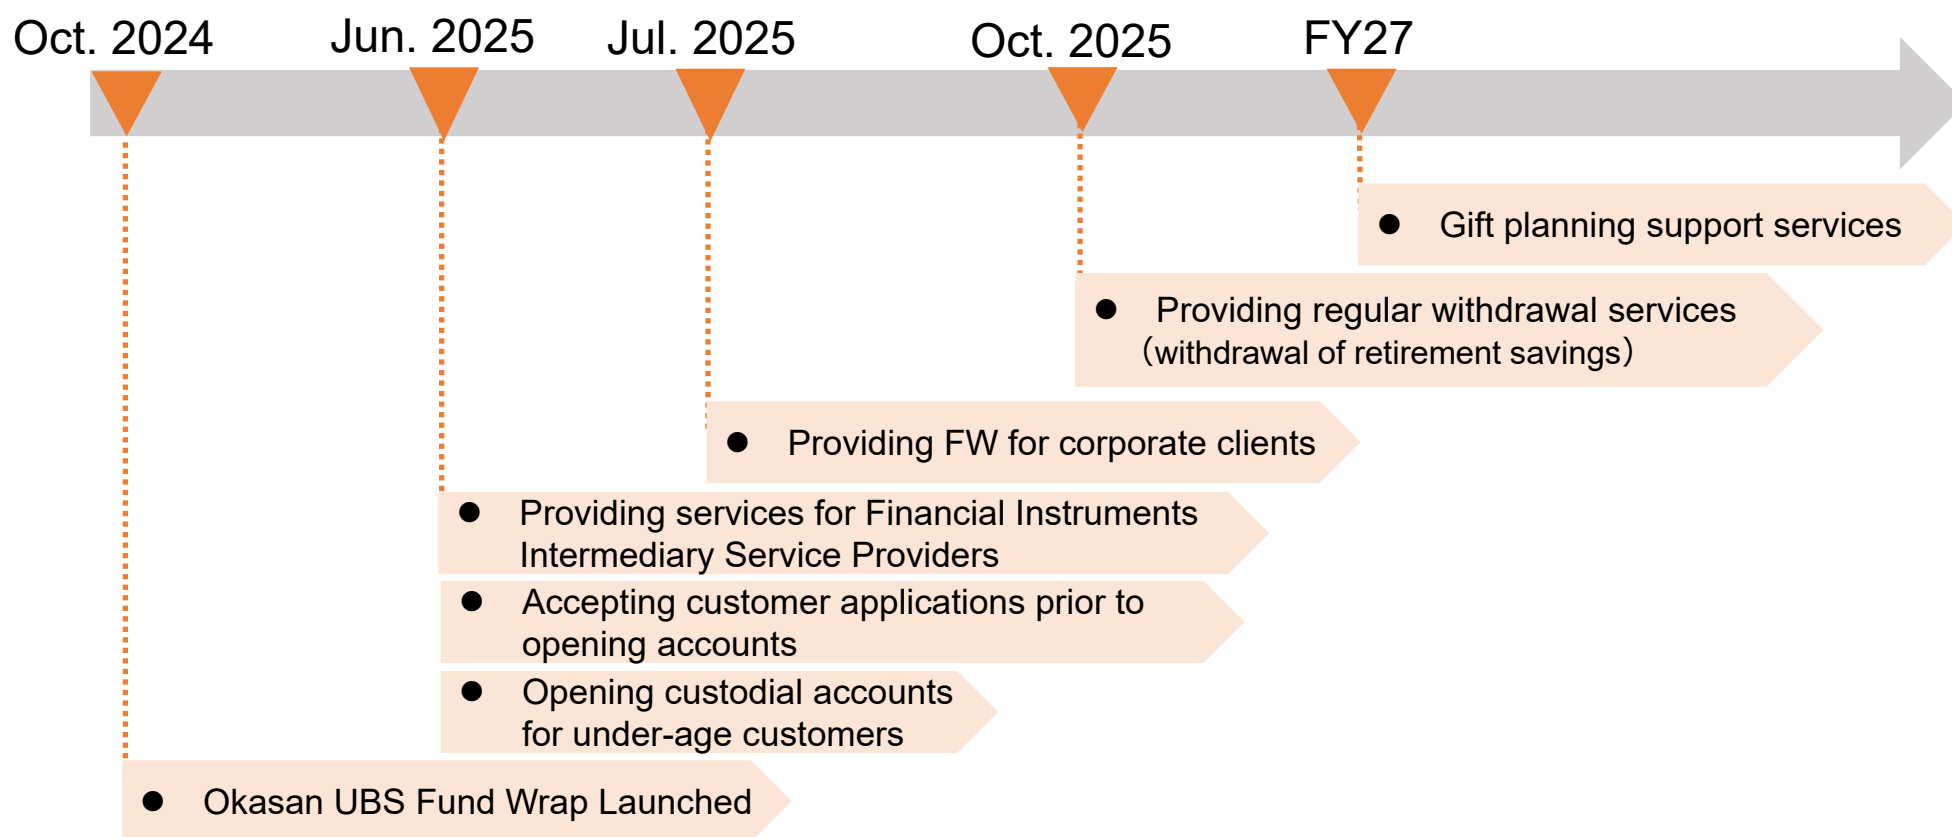 Oct. 2024
Jun. 2025
Jul. 2025
Oct. 2025
FY27
● Gift planning support services
● Providing regular withdrawal services
（withdrawal of retirement savings）
● Providing FW for corporate clients
● Providing services for Financial Instruments
Intermediary Service Providers
● Accepting customer applications prior to
opening accounts
● Opening custodial accounts
for under-age customers
● Okasan UBS Fund Wrap Launched